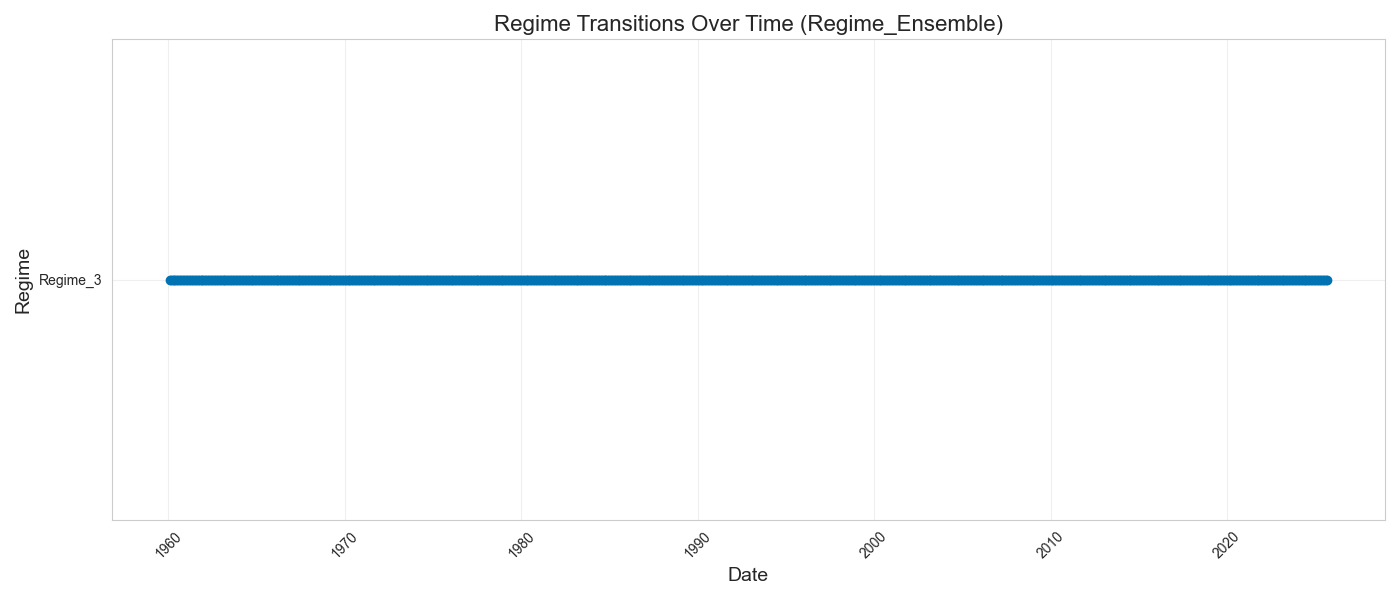 Regime Transitions Over Time (Regime_Ensemble)
Regime
Regime_3
1960 1970 1980 1990 2000 2010 2020
Date